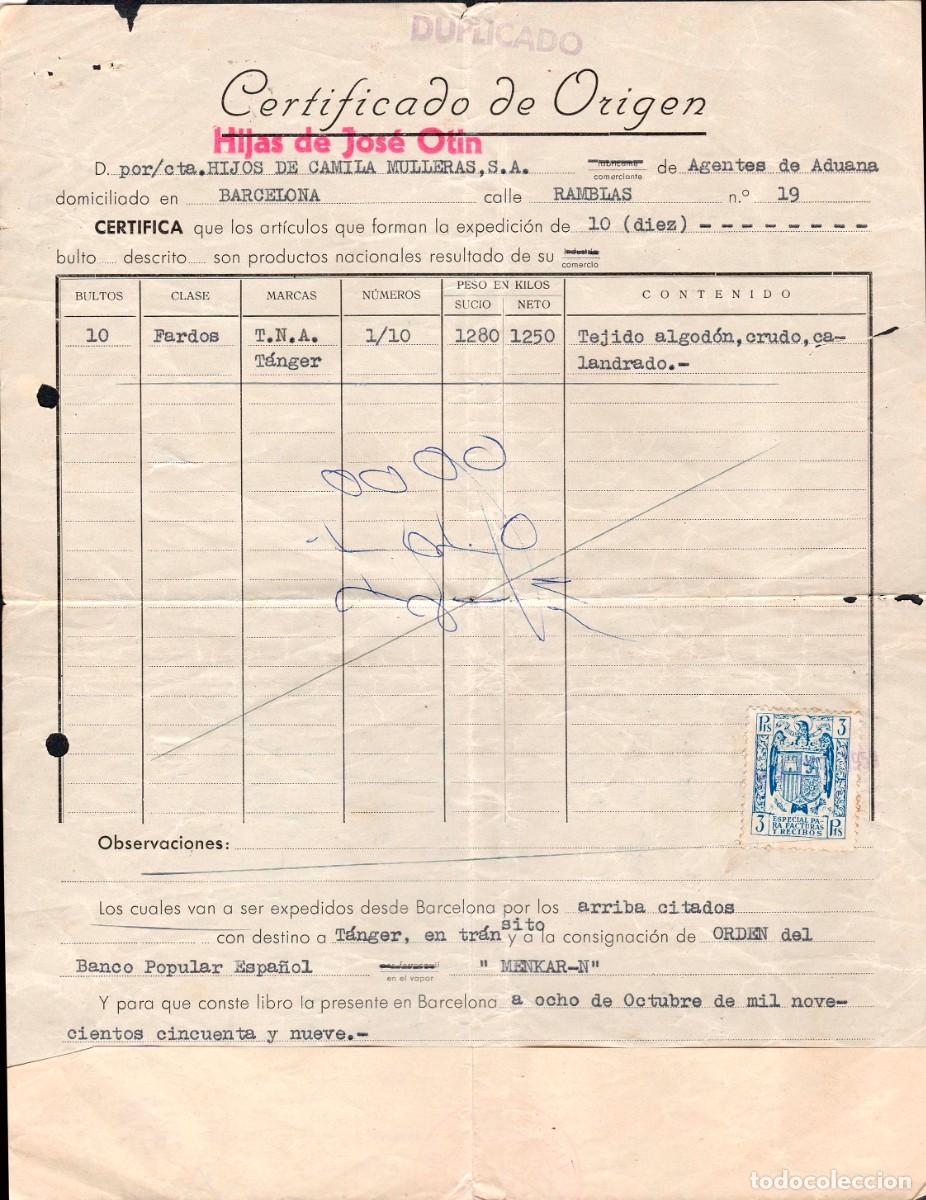 DUPLICADO
Certificado de Origen
Hijas de José Otin
D. por/cta.HIJOS DE CAMILA MULLERAS,S.A. fabricante comerciante de Agentes de Aduana
domiciliado en BARCELONA calle RAMBLAS n.º 19
CERTIFICA que los artículos que forman la expedición de 10 (diez) - - - - - - - -
bulto descrito son productos nacionales resultado de su industria comercio
BULTOS CLASE MARCAS NÚMEROS PESO EN KILOS SUCIO NETO CONTENIDO
10 Fardos T.N.A. 1/10 1280 1250 Tejido algodón,crudo,ca-
Tánger landrado.-
Pts 3
3 ESPECIAL PA- Pts
RA FACTURAS
Y RECIBOS
Observaciones:
Los cuales van a ser expedidos desde Barcelona por los arriba citados
con destino a Tánger, en tránsito y a la consignación de ORDEN del
Banco Popular Español en el vapor " MENKAR-N"
Y para que conste libro la presente en Barcelona a ocho de Octubre de mil nove-
cientos cincuenta y nueve.-
todocoleccion